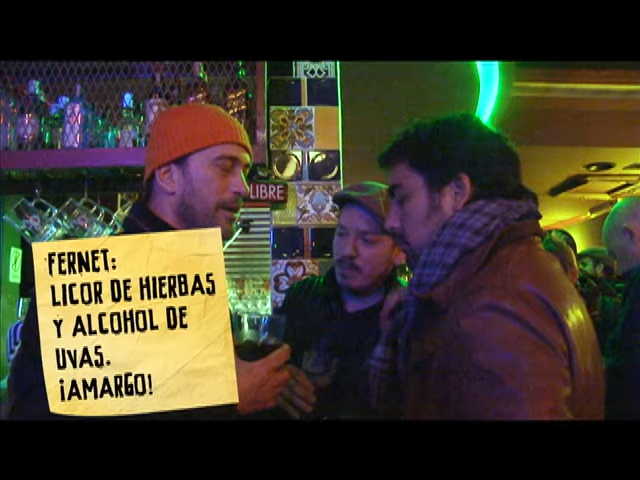 LIBRE
FERNET:
LICOR DE HIERBAS
Y ALCOHOL DE
UVAS.
¡AMARGO!